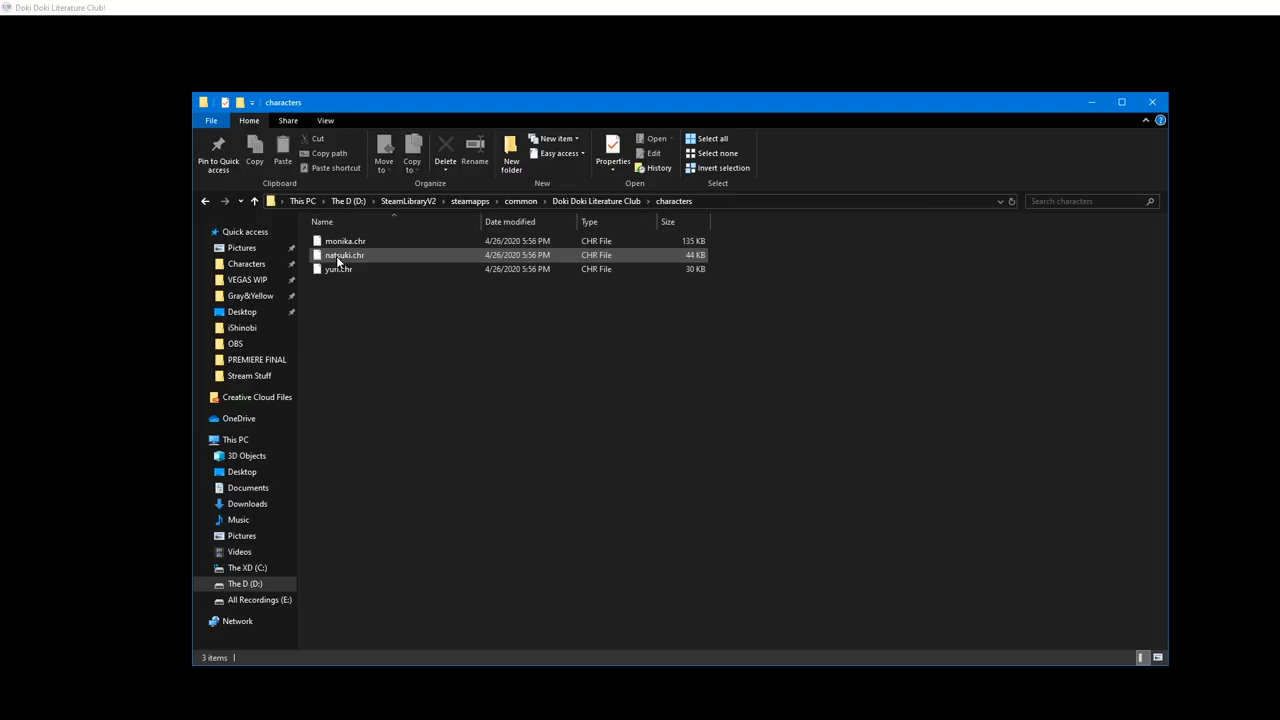 Doki Doki Literature Club!
characters
File Home Share View
Pin to Quick access
Copy
Paste
Cut
Copy path
Paste shortcut
Clipboard
Move to
Copy to
Delete
Rename
Organize
New folder
New item
Easy access
New
Properties
Open
Edit
History
Open
Select all
Select none
Invert selection
Select
This PC > The D (D:) > SteamLibraryV2 > steamapps > common > Doki Doki Literature Club > characters
Search characters
Name Date modified Type Size
monika.chr 4/26/2020 5:56 PM CHR File 135 KB
natsuki.chr 4/26/2020 5:56 PM CHR File 44 KB
yuri.chr 4/26/2020 5:56 PM CHR File 30 KB
Quick access
Pictures
Characters
VEGAS WIP
Gray&Yellow
Desktop
iShinobi
OBS
PREMIERE FINAL
Stream Stuff
Creative Cloud Files
OneDrive
This PC
3D Objects
Desktop
Documents
Downloads
Music
Pictures
Videos
The XD (C:)
The D (D:)
All Recordings (E:)
Network
3 items